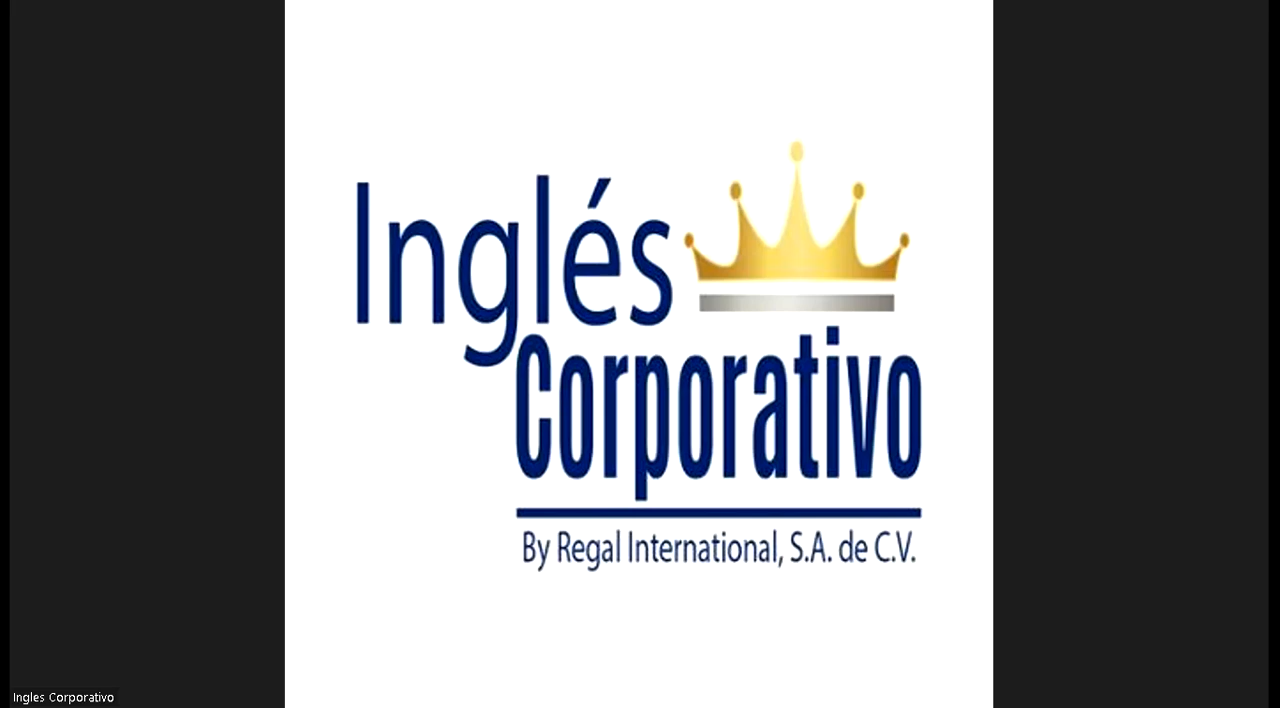 Inglés
Corporativo
By Regal International, S.A. de C.V.
Ingles Corporativo